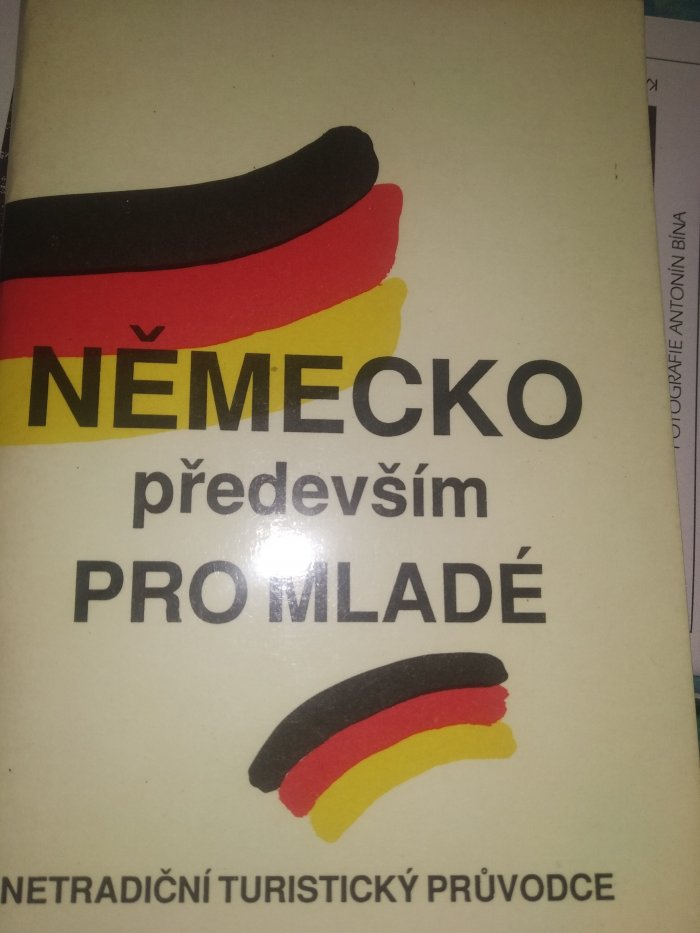 NĚMECKO
především
PRO MLADÉ
NETRADIČNÍ TURISTICKÝ PRŮVODCE
FOTOGRAFIE ANTONÍN BÍNA